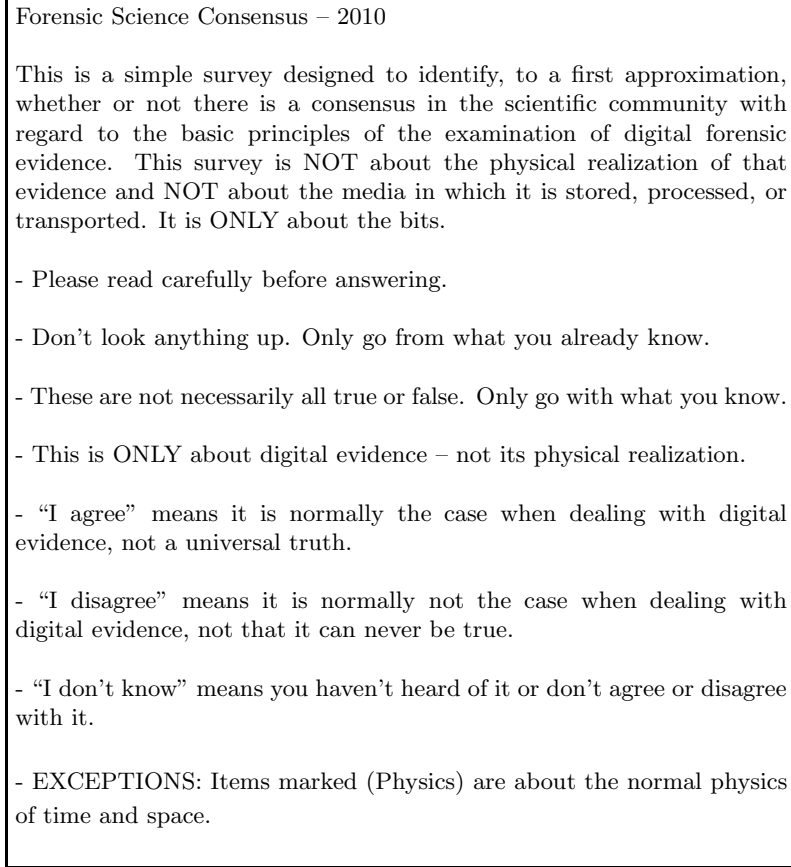 Forensic Science Consensus – 2010
This is a simple survey designed to identify, to a first approximation,
whether or not there is a consensus in the scientific community with
regard to the basic principles of the examination of digital forensic
evidence. This survey is NOT about the physical realization of that
evidence and NOT about the media in which it is stored, processed, or
transported. It is ONLY about the bits.
- Please read carefully before answering.
- Don’t look anything up. Only go from what you already know.
- These are not necessarily all true or false. Only go with what you know.
- This is ONLY about digital evidence – not its physical realization.
- “I agree” means it is normally the case when dealing with digital
evidence, not a universal truth.
- “I disagree” means it is normally not the case when dealing with
digital evidence, not that it can never be true.
- “I don’t know” means you haven’t heard of it or don’t agree or disagree
with it.
- EXCEPTIONS: Items marked (Physics) are about the normal physics
of time and space.